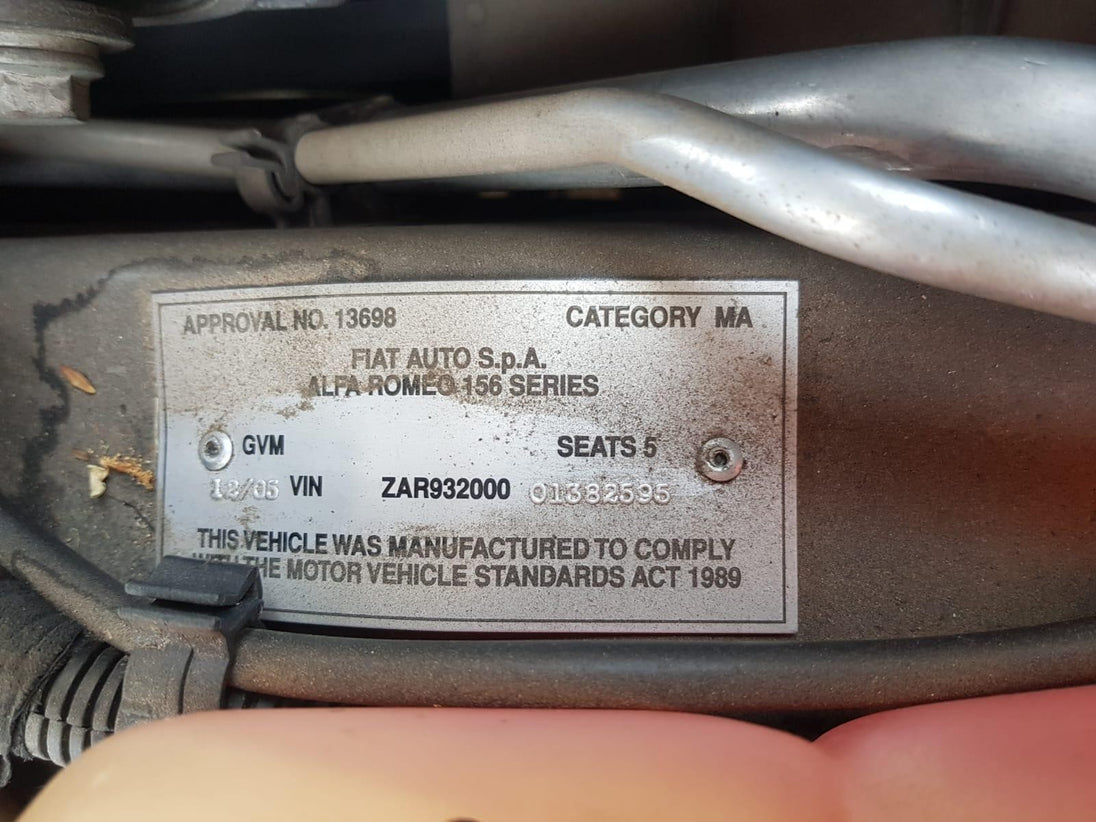 APPROVAL NO. 13698 CATEGORY MA
FIAT AUTO S.p.A.
ALFA ROMEO 156 SERIES
GVM SEATS 5
12/05 VIN ZAR932000 01382595
THIS VEHICLE WAS MANUFACTURED TO COMPLY
WITH THE MOTOR VEHICLE STANDARDS ACT 1989